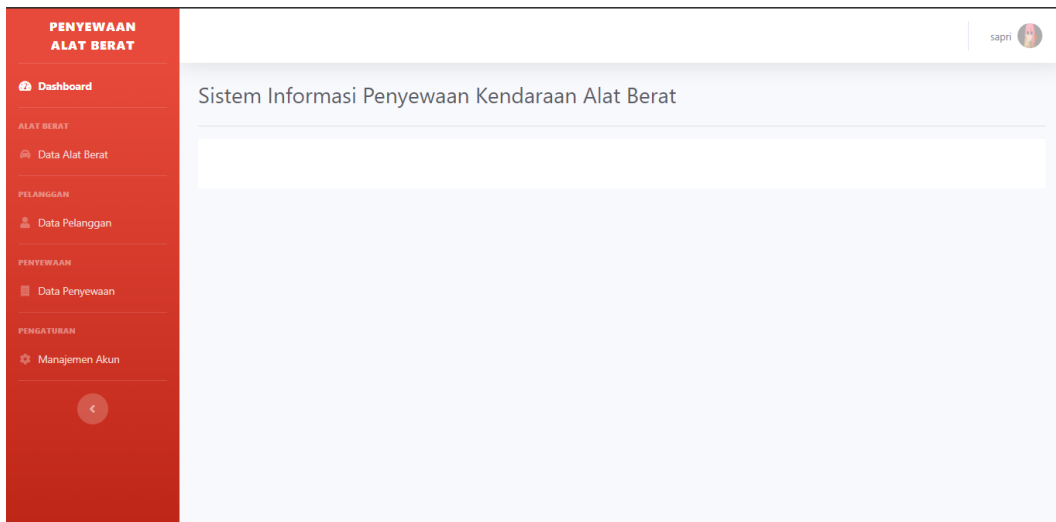 PENYEWAAN
ALAT BERAT
sapri
Dashboard
Sistem Informasi Penyewaan Kendaraan Alat Berat
ALAT BERAT
Data Alat Berat
PELANGGAN
Data Pelanggan
PENYEWAAN
Data Penyewaan
PENGATURAN
Manajemen Akun